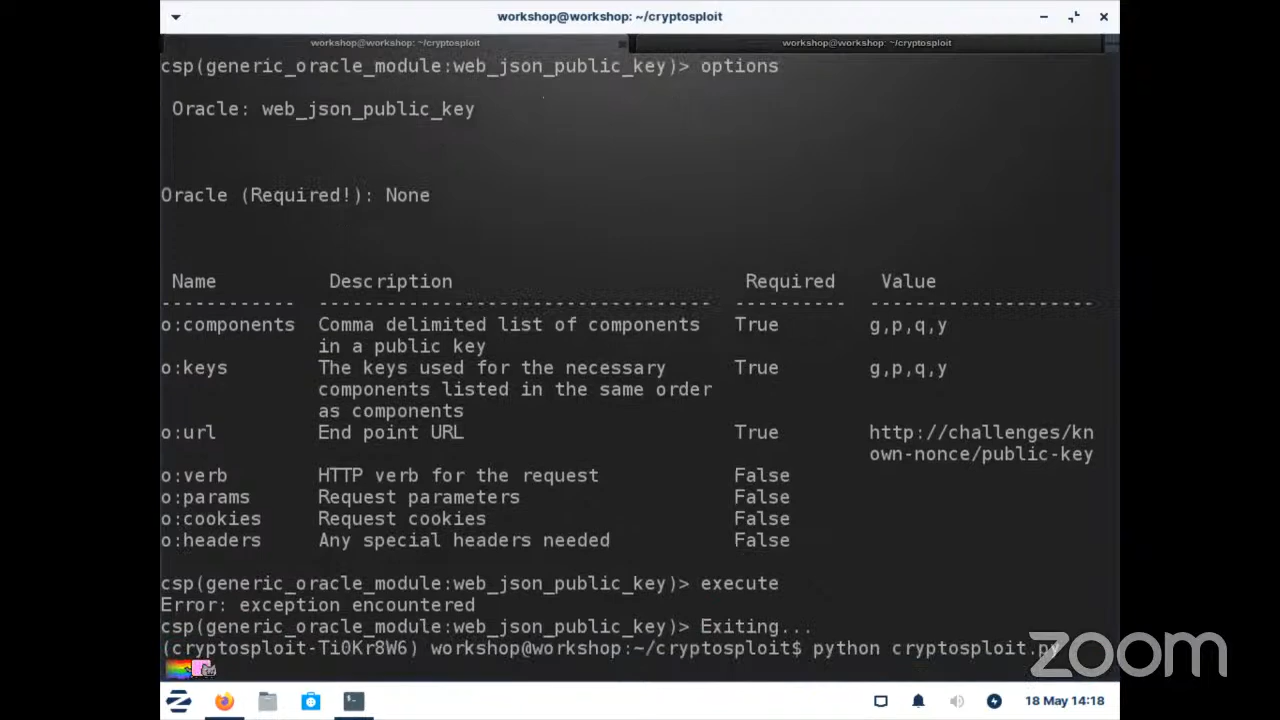 workshop@workshop: ~/cryptosploit
workshop@workshop: ~/cryptosploit workshop@workshop: ~/cryptosploit
csp(generic_oracle_module:web_json_public_key)> options
Oracle: web_json_public_key
Oracle (Required!): None
Name Description Required Value
------------ ------------------------------------ ---------- ---------------------
o:components Comma delimited list of components True g,p,q,y
in a public key
o:keys The keys used for the necessary True g,p,q,y
components listed in the same order
as components
o:url End point URL True http://challenges/kn
own-nonce/public-key
o:verb HTTP verb for the request False
o:params Request parameters False
o:cookies Request cookies False
o:headers Any special headers needed False
csp(generic_oracle_module:web_json_public_key)> execute
Error: exception encountered
csp(generic_oracle_module:web_json_public_key)> Exiting...
(cryptosploit-Ti0Kr8W6) workshop@workshop:~/cryptosploit$ python cryptosploit.py
zoom
18 May 14:18